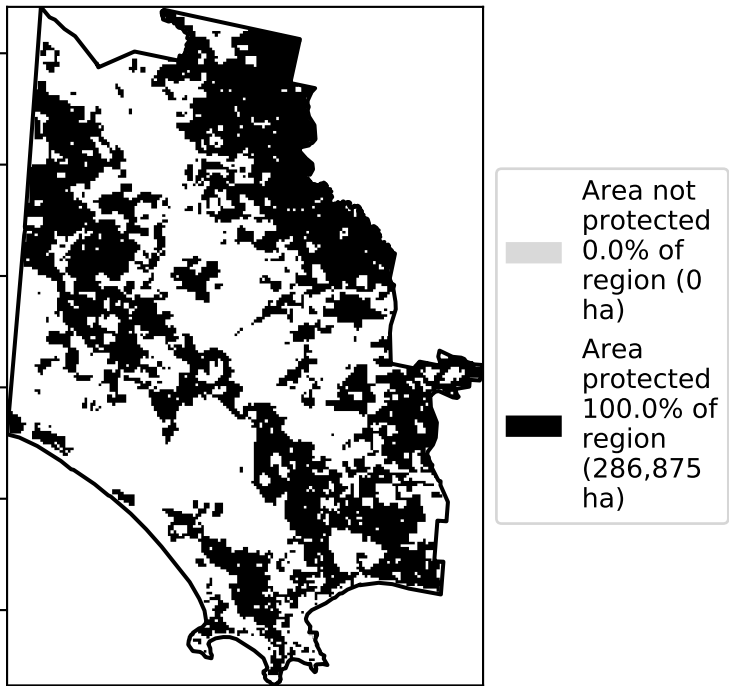 Area not
protected
0.0% of
region (0
ha)
Area
protected
100.0% of
region
(286,875
ha)